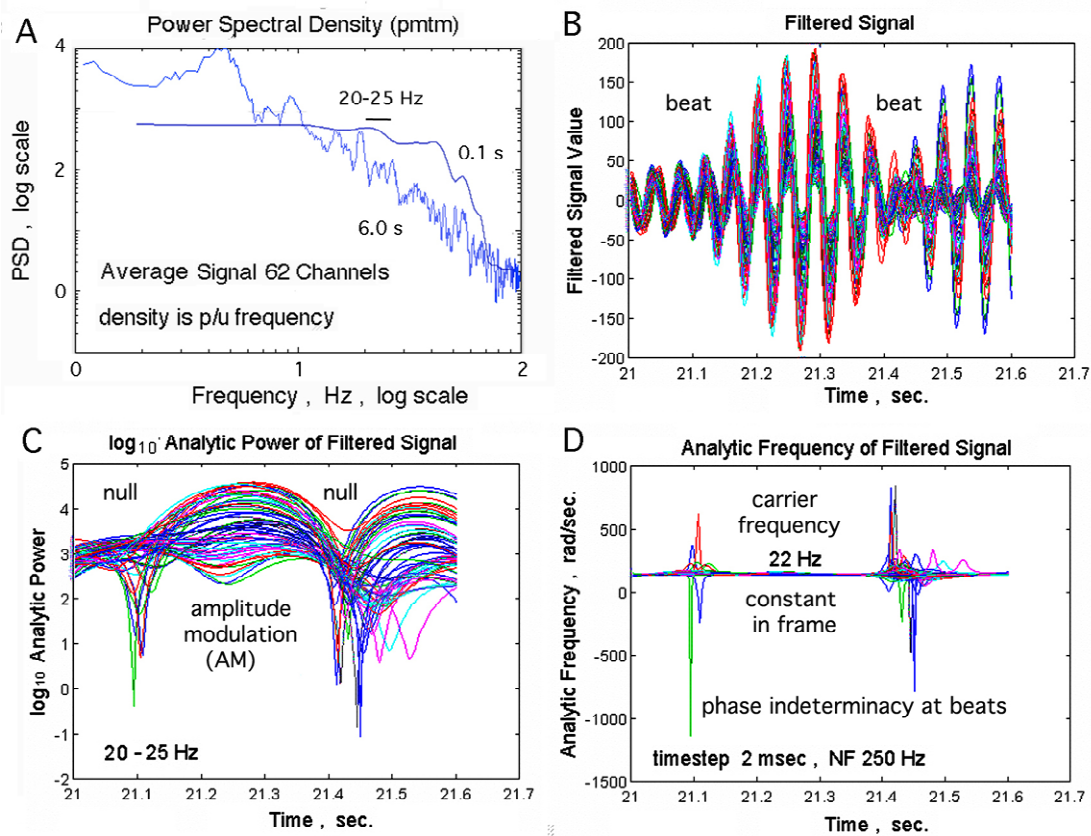 A
Power Spectral Density (pmtm)
4
2
0
PSD , log scale
20-25 Hz
0.1 s
6.0 s
Average Signal 62 Channels
density is p/u frequency
0 1 2
Frequency , Hz , log scale
B
Filtered Signal
200
150
100
50
0
-50
-100
-150
-200
Filtered Signal Value
beat beat
21 21.1 21.2 21.3 21.4 21.5 21.6 21.7
Time , sec.
C
log10 Analytic Power of Filtered Signal
5
4
3
2
1
0
-1
-2
log10 Analytic Power
null null
amplitude
modulation
(AM)
20 - 25 Hz
21 21.1 21.2 21.3 21.4 21.5 21.6 21.7
Time , sec.
D
Analytic Frequency of Filtered Signal
1000
500
0
-500
-1000
-1500
Analytic Frequency , rad/sec.
carrier
frequency
22 Hz
constant
in frame
phase indeterminacy at beats
timestep 2 msec , NF 250 Hz
21 21.1 21.2 21.3 21.4 21.5 21.6 21.7
Time , sec.